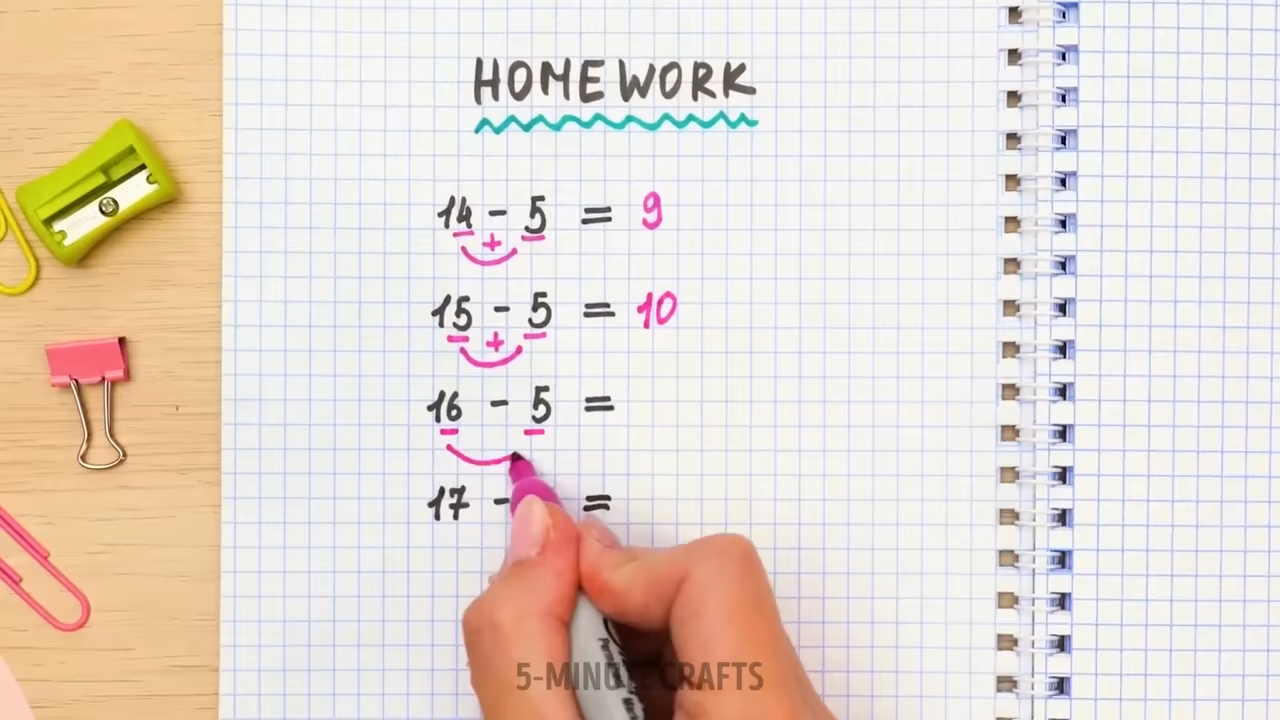 HOMEWORK
14 - 5 = 9
+
15 - 5 = 10
+
16 - 5 =
17 - =
5-MINUTE CRAFTS